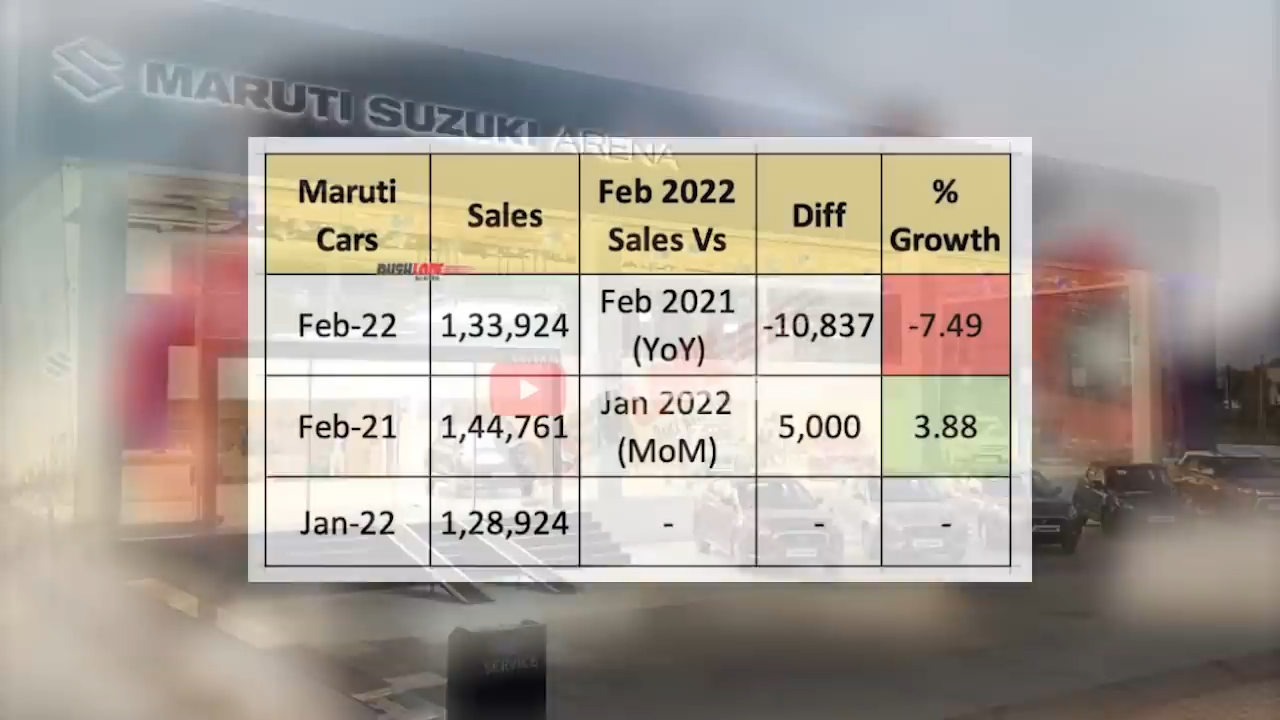 MARUTI SUZUKI ARENA
Maruti Cars
Sales
Feb 2022 Sales Vs
Diff
% Growth
RUSHLANE
Feb-22
1,33,924
Feb 2021 (YoY)
-10,837
-7.49
Feb-21
1,44,761
Jan 2022 (MoM)
5,000
3.88
Jan-22
1,28,924
-
-
-
SERVICE